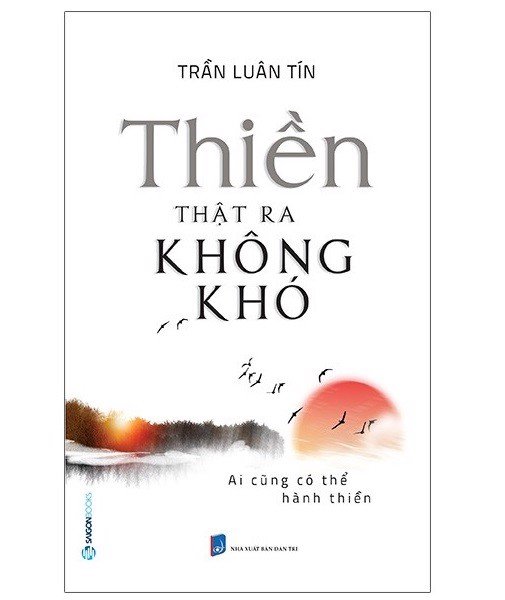 TRẦN LUÂN TÍN
Thiền
THẬT RA
KHÔNG
KHÓ
Ai cũng có thể
hành thiền
SAIGONBOOKS
NHÀ XUẤT BẢN DÂN TRÍ